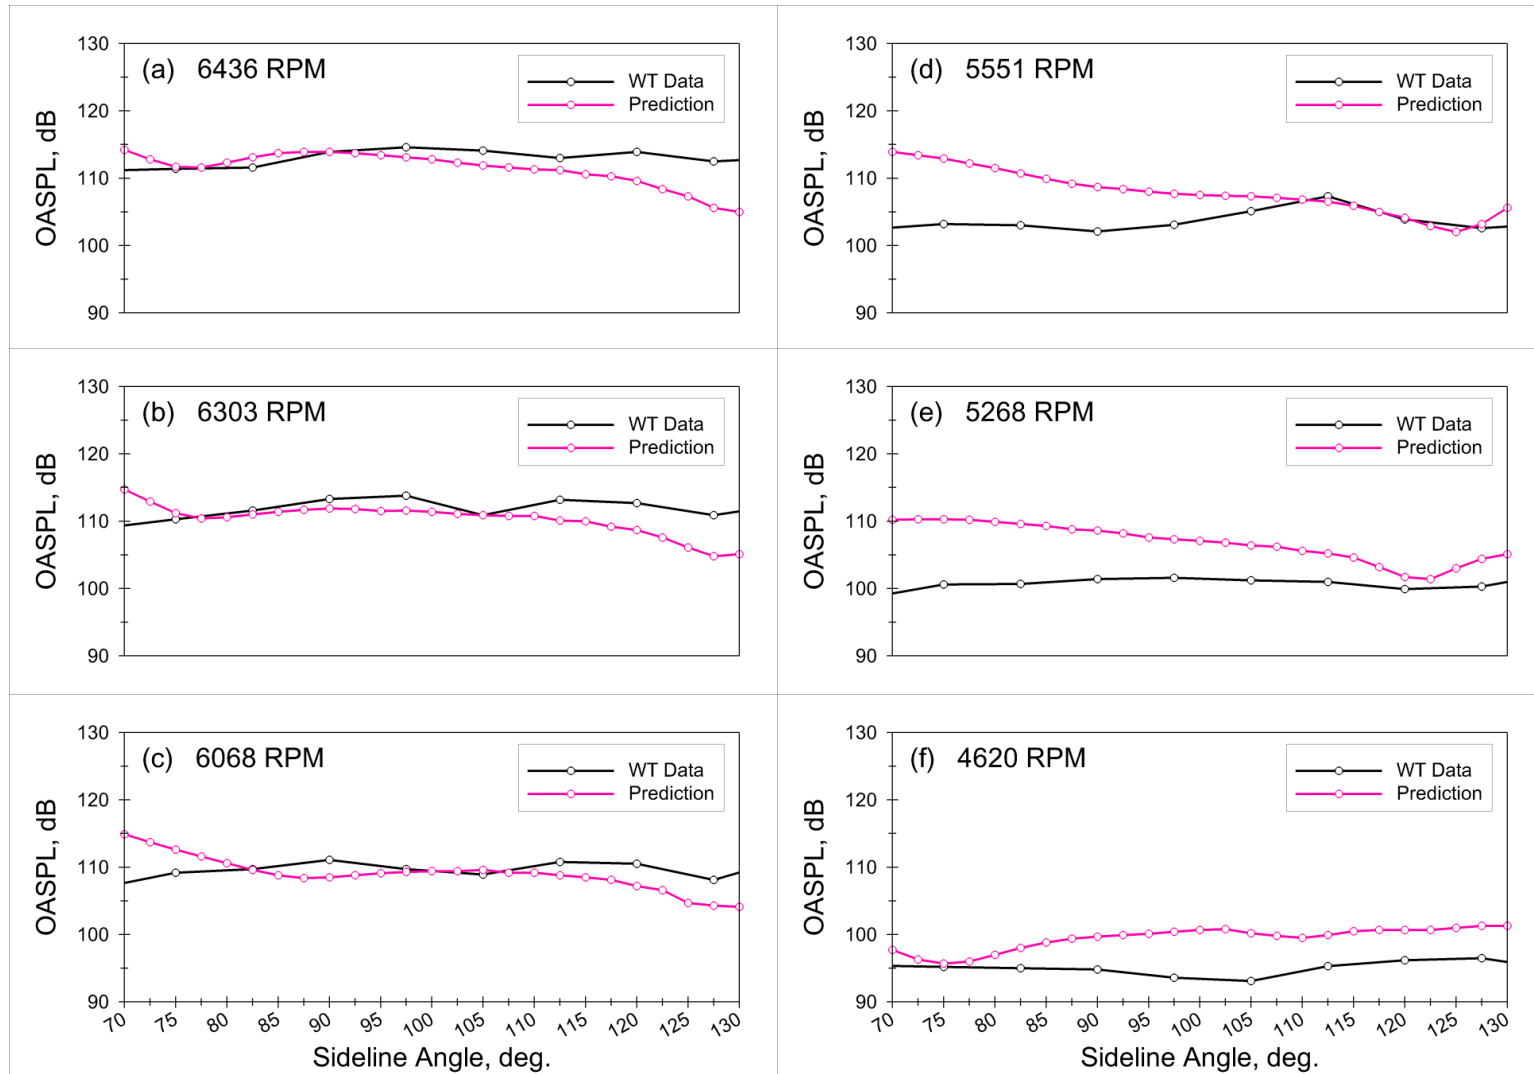 (a) 6436 RPM
WT Data
Prediction
OASPL, dB
130
120
110
100
90
(d) 5551 RPM
WT Data
Prediction
OASPL, dB
130
120
110
100
90
(b) 6303 RPM
WT Data
Prediction
OASPL, dB
130
120
110
100
90
(e) 5268 RPM
WT Data
Prediction
OASPL, dB
130
120
110
100
90
(c) 6068 RPM
WT Data
Prediction
OASPL, dB
130
120
110
100
90
70 75 80 85 90 95 100 105 110 115 120 125 130
Sideline Angle, deg.
(f) 4620 RPM
WT Data
Prediction
OASPL, dB
130
120
110
100
90
70 75 80 85 90 95 100 105 110 115 120 125 130
Sideline Angle, deg.